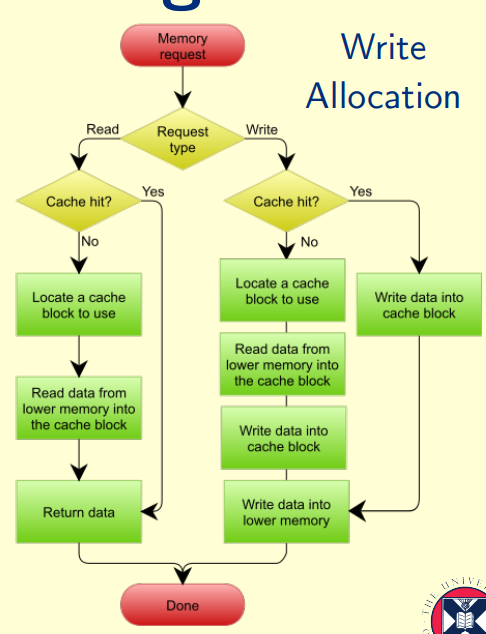 Write
Allocation
Memory
request
Request
type
Read
Write
Cache hit?
Yes
No
Locate a cache
block to use
Read data from
lower memory into
the cache block
Return data
Cache hit?
Yes
No
Locate a cache
block to use
Read data from
lower memory into
the cache block
Write data into
cache block
Write data into
lower memory
Write data into
cache block
Done
THE UNIVE